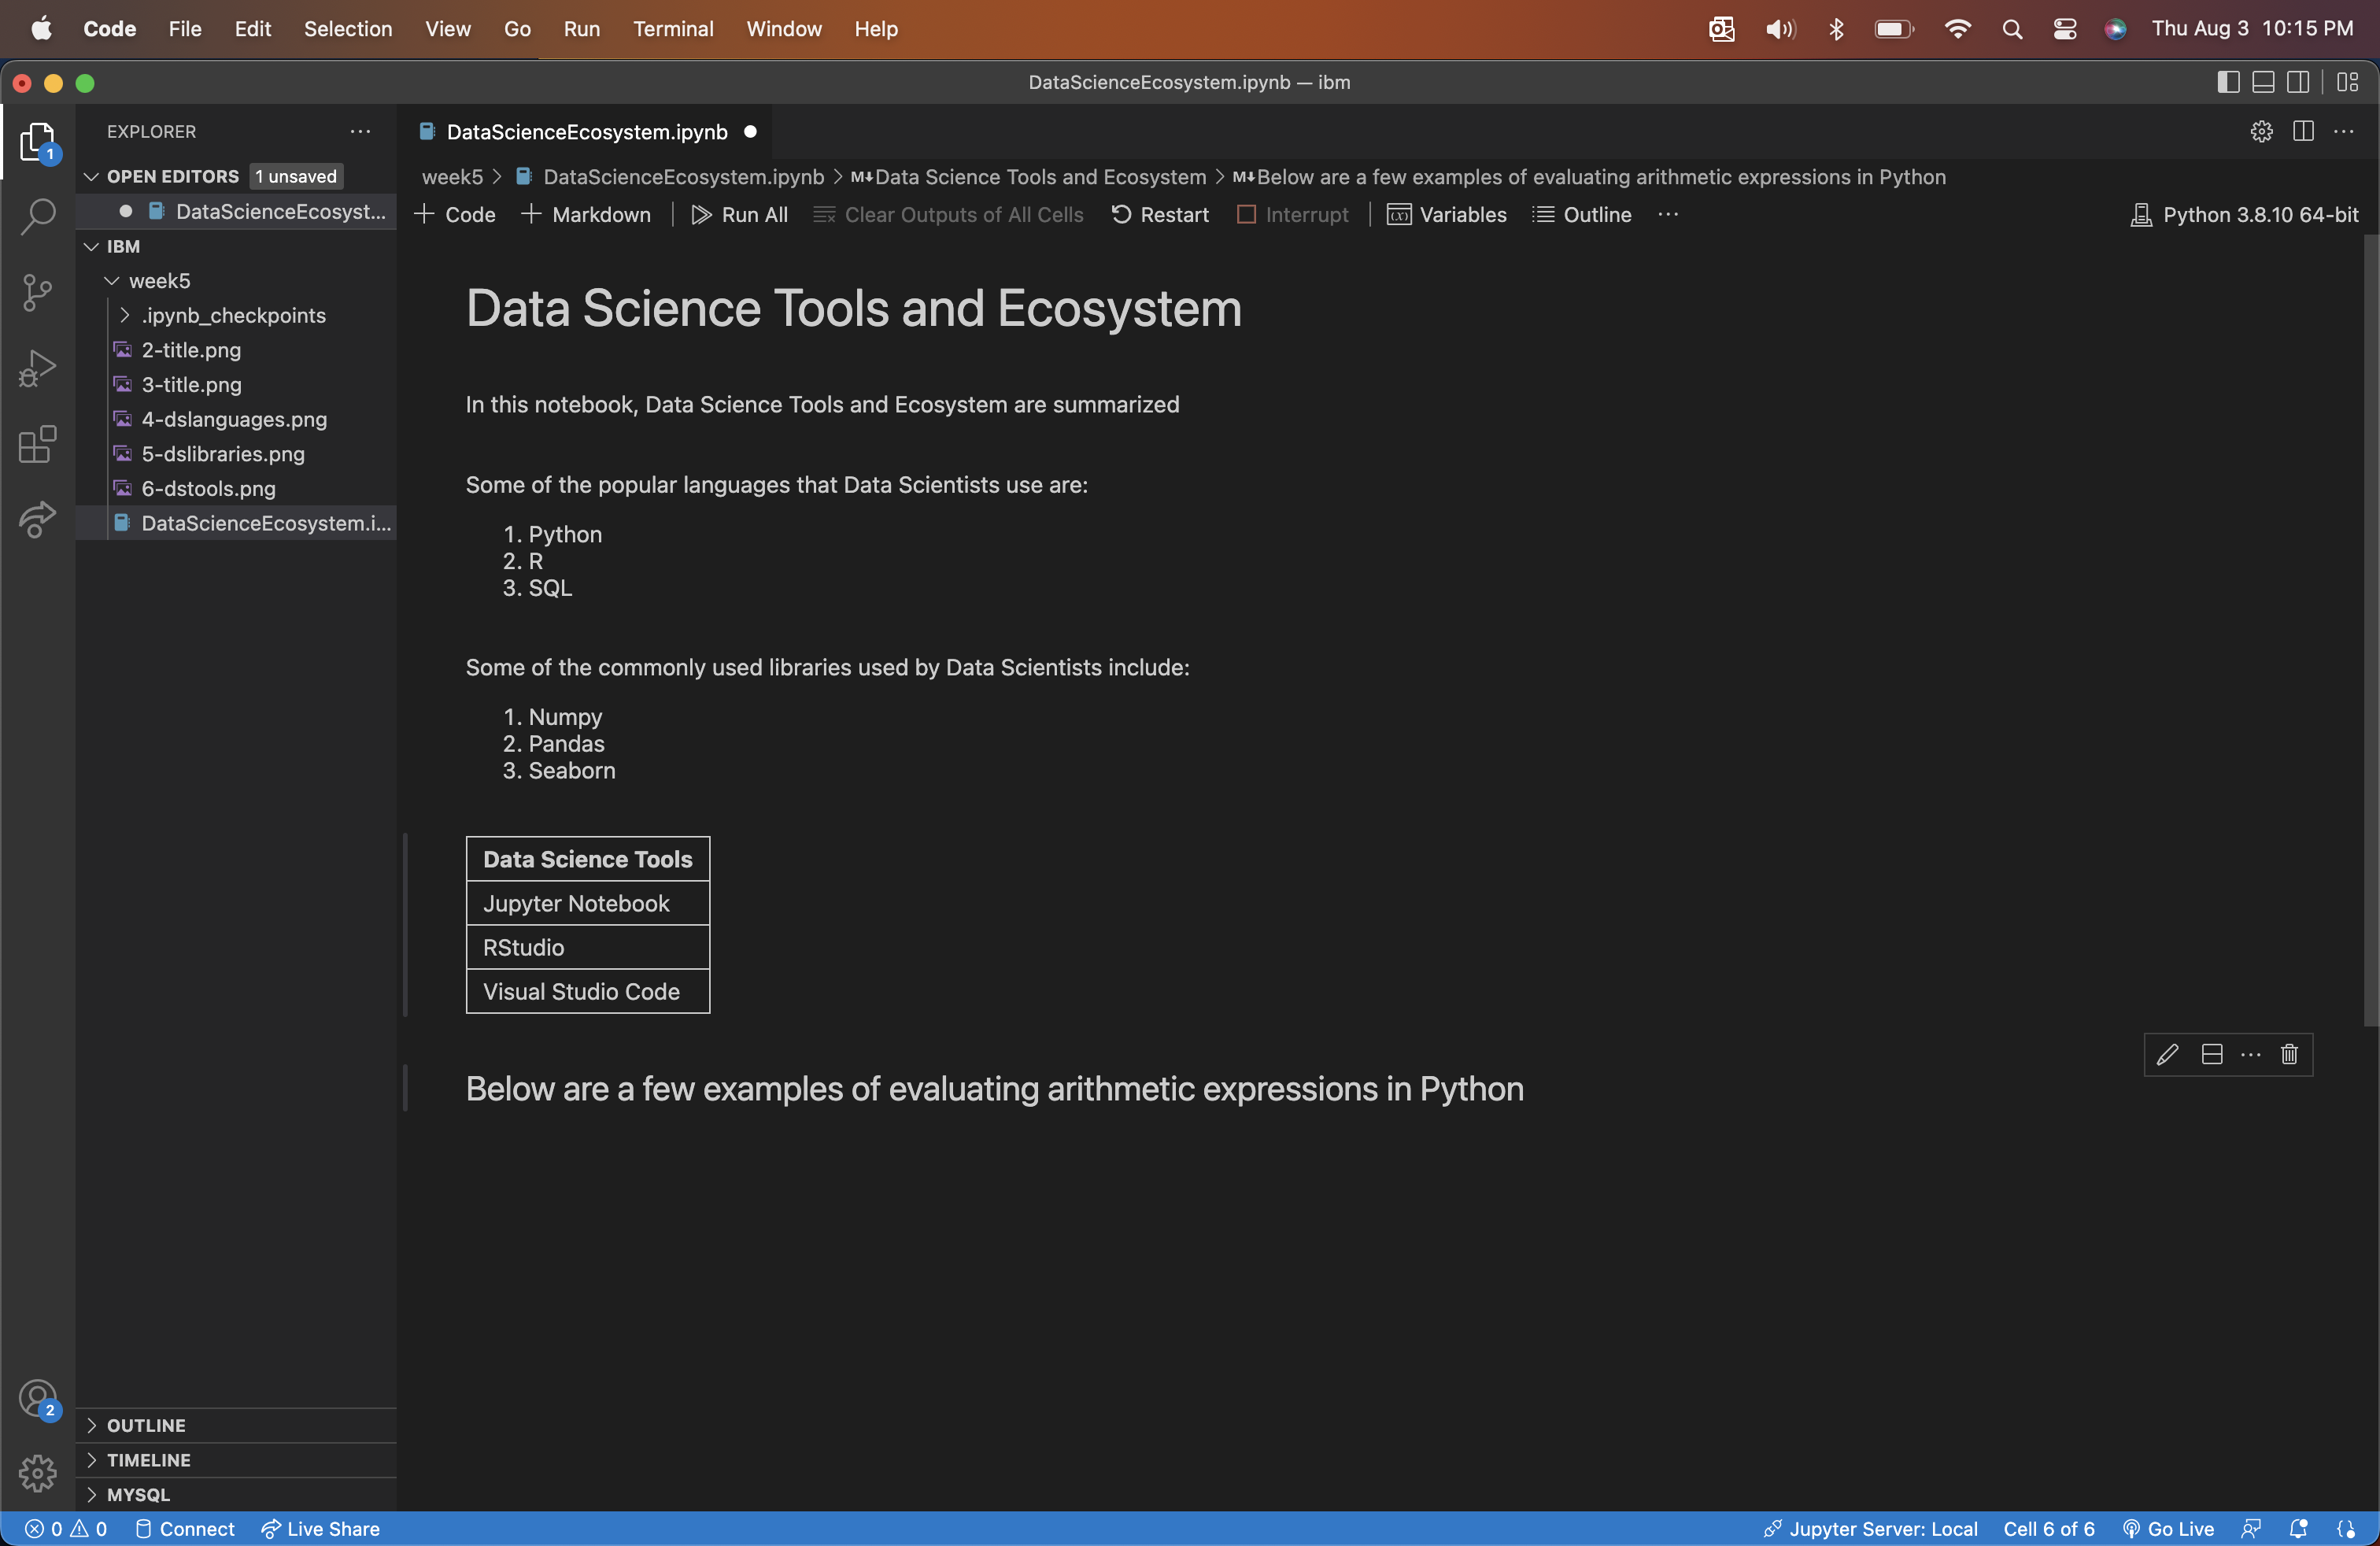 Code File Edit Selection View Go Run Terminal Window Help Thu Aug 3 10:15 PM
DataScienceEcosystem.ipynb — ibm
EXPLORER
OPEN EDITORS 1 unsaved
DataScienceEcosyst...
IBM
week5
.ipynb_checkpoints
2-title.png
3-title.png
4-dslanguages.png
5-dslibraries.png
6-dstools.png
DataScienceEcosystem.i...
OUTLINE
TIMELINE
MYSQL
1
2
DataScienceEcosystem.ipynb
week5 > DataScienceEcosystem.ipynb > M↓Data Science Tools and Ecosystem > M↓Below are a few examples of evaluating arithmetic expressions in Python
+ Code + Markdown | Run All Clear Outputs of All Cells Restart Interrupt | Variables Outline ... Python 3.8.10 64-bit
Data Science Tools and Ecosystem
In this notebook, Data Science Tools and Ecosystem are summarized
Some of the popular languages that Data Scientists use are:
1. Python
2. R
3. SQL
Some of the commonly used libraries used by Data Scientists include:
1. Numpy
2. Pandas
3. Seaborn
Data Science Tools
Jupyter Notebook
RStudio
Visual Studio Code
Below are a few examples of evaluating arithmetic expressions in Python
0 0 Connect Live Share Jupyter Server: Local Cell 6 of 6 Go Live